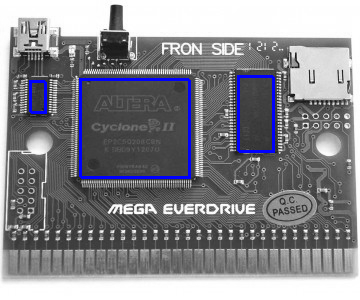 FRON SIDE
ALTERA
Cyclone II
MEGA EVERDRIVE
Q.C.
PASSED